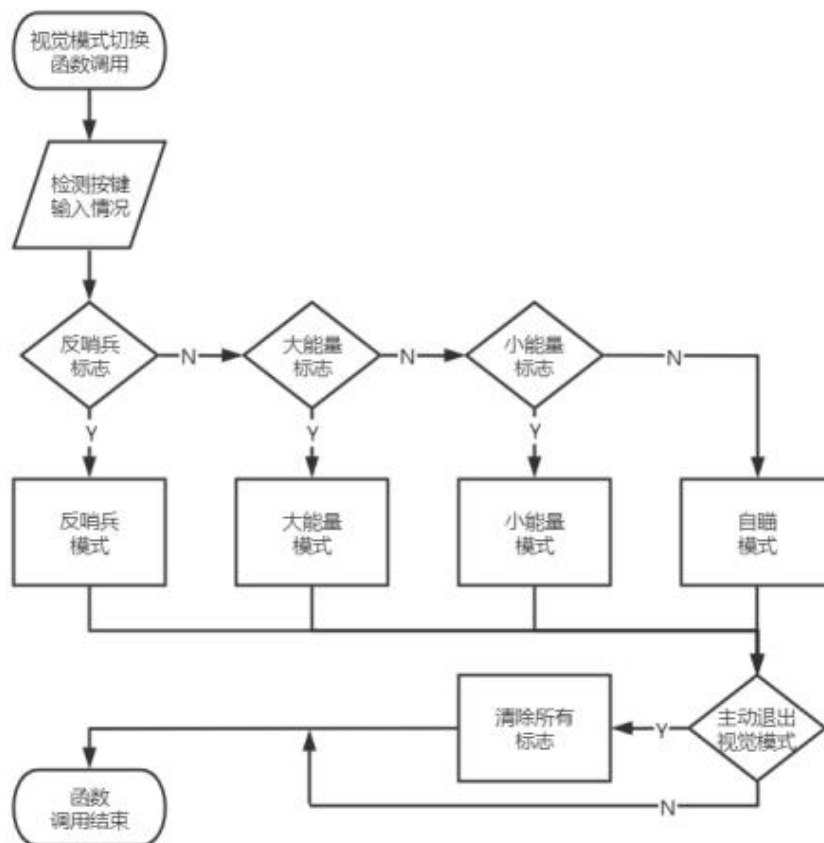 视觉模式切换
函数调用
检测按键
输入情况
反哨兵
标志
N
大能量
标志
N
小能量
标志
N
Y
Y
Y
反哨兵
模式
大能量
模式
小能量
模式
自瞄
模式
清除所有
标志
Y
主动退出
视觉模式
N
函数
调用结束